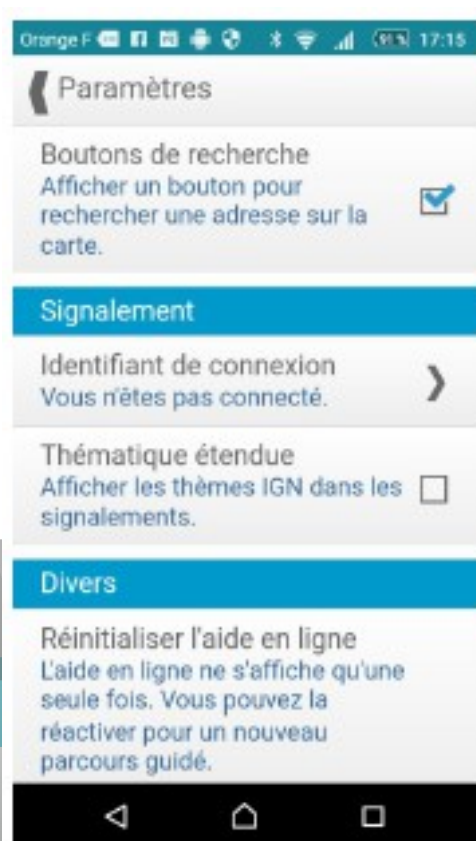 Orange F 17:15
Paramètres
Boutons de recherche
Afficher un bouton pour
rechercher une adresse sur la
carte.
Signalement
Identifiant de connexion
Vous n'êtes pas connecté.
Thématique étendue
Afficher les thèmes IGN dans les
signalements.
Divers
Réinitialiser l'aide en ligne
L'aide en ligne ne s'affiche qu'une
seule fois. Vous pouvez la
réactiver pour un nouveau
parcours guidé.